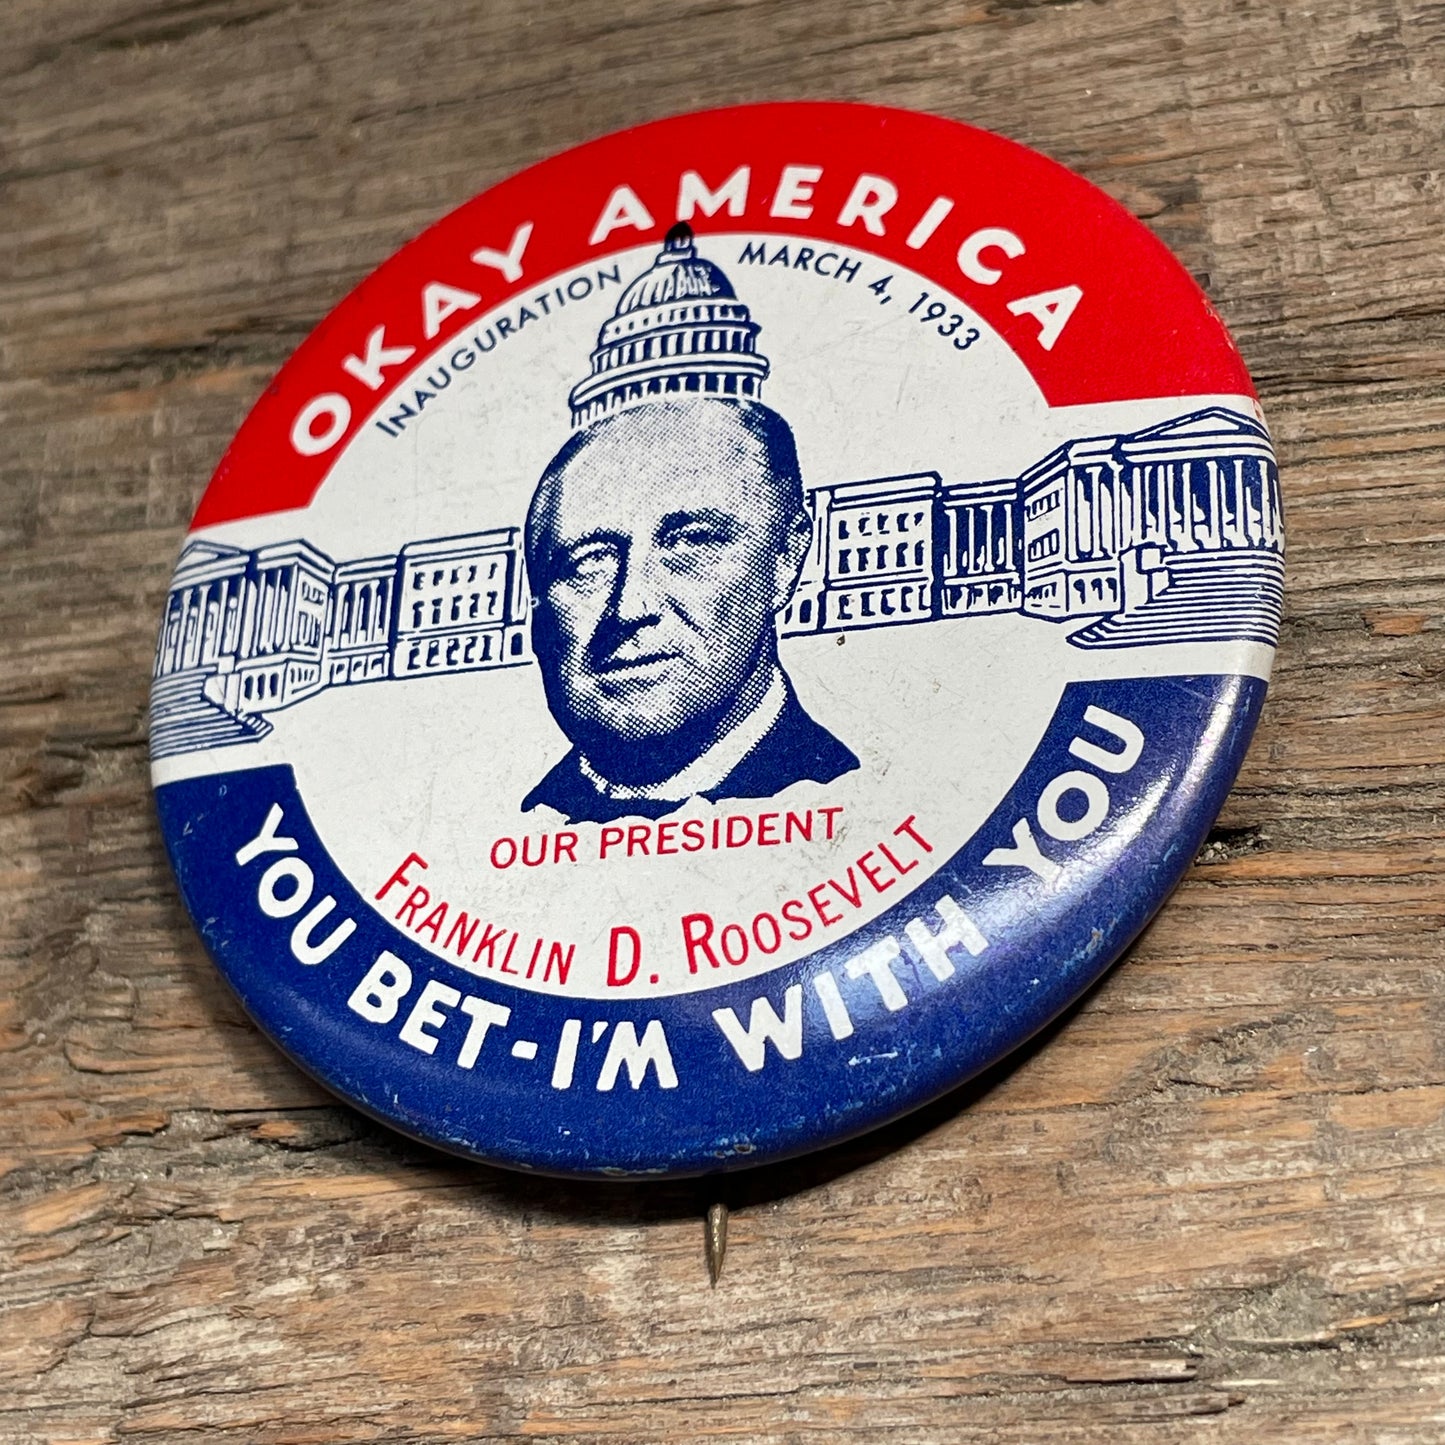 OKAY AMERICA
INAUGURATION MARCH 4, 1933
OUR PRESIDENT
FRANKLIN D. ROOSEVELT
YOU BET-I'M WITH YOU